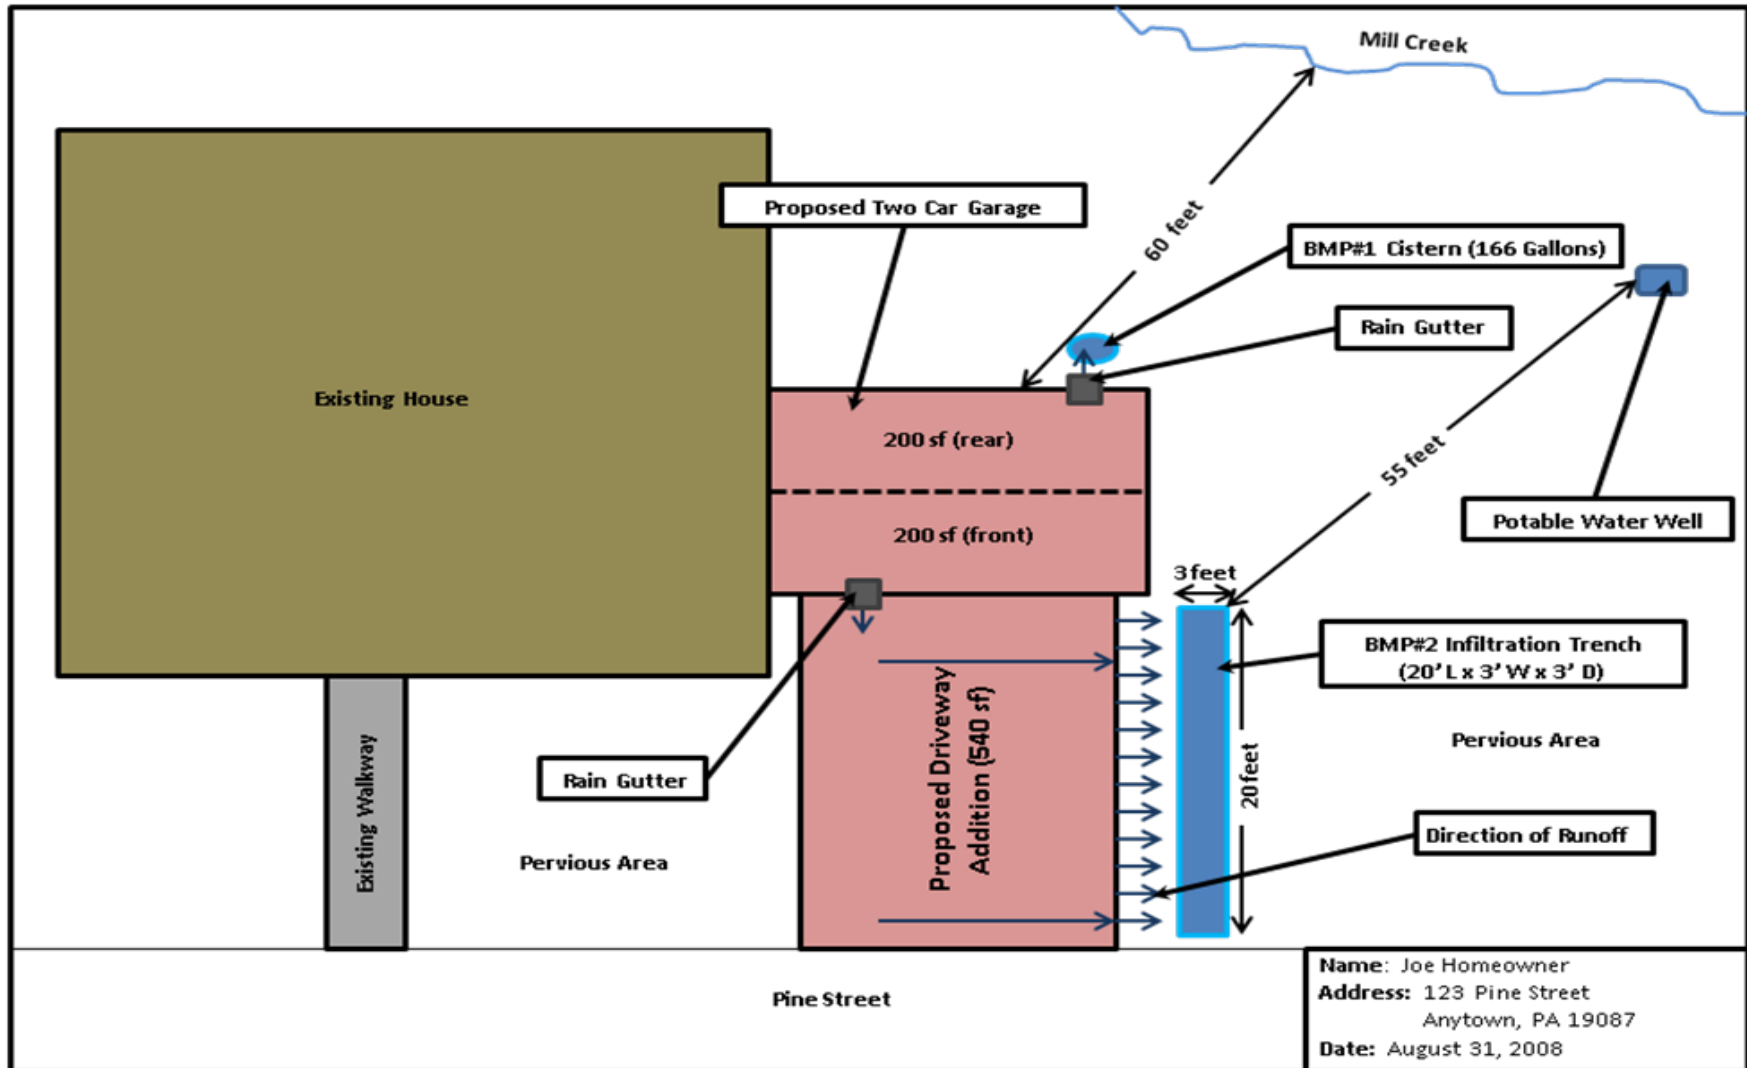 Mill Creek
Proposed Two Car Garage
60 feet
BMP#1 Cistern (166 Gallons)
Rain Gutter
Existing House
200 sf (rear)
55 feet
Potable Water Well
200 sf (front)
3 feet
BMP#2 Infiltration Trench
(20' L x 3' W x 3' D)
Proposed Driveway
Addition (540 sf)
Pervious Area
20 feet
Rain Gutter
Existing Walkway
Direction of Runoff
Pervious Area
Pine Street
Name: Joe Homeowner
Address: 123 Pine Street
Anytown, PA 19087
Date: August 31, 2008